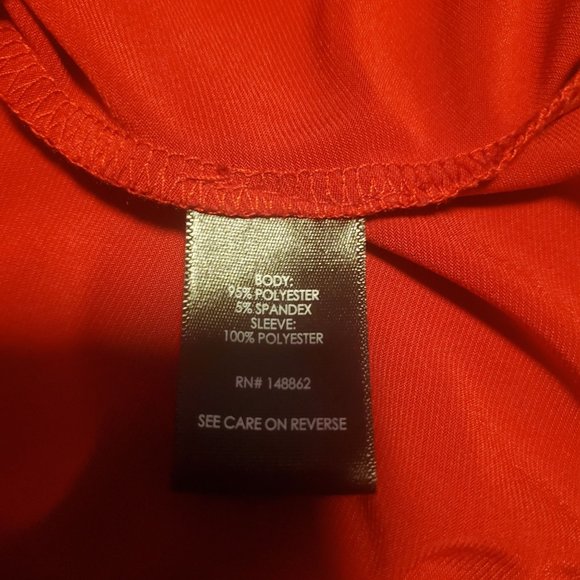 BODY:
95% POLYESTER
5% SPANDEX
SLEEVE:
100% POLYESTER
RN# 148862
SEE CARE ON REVERSE